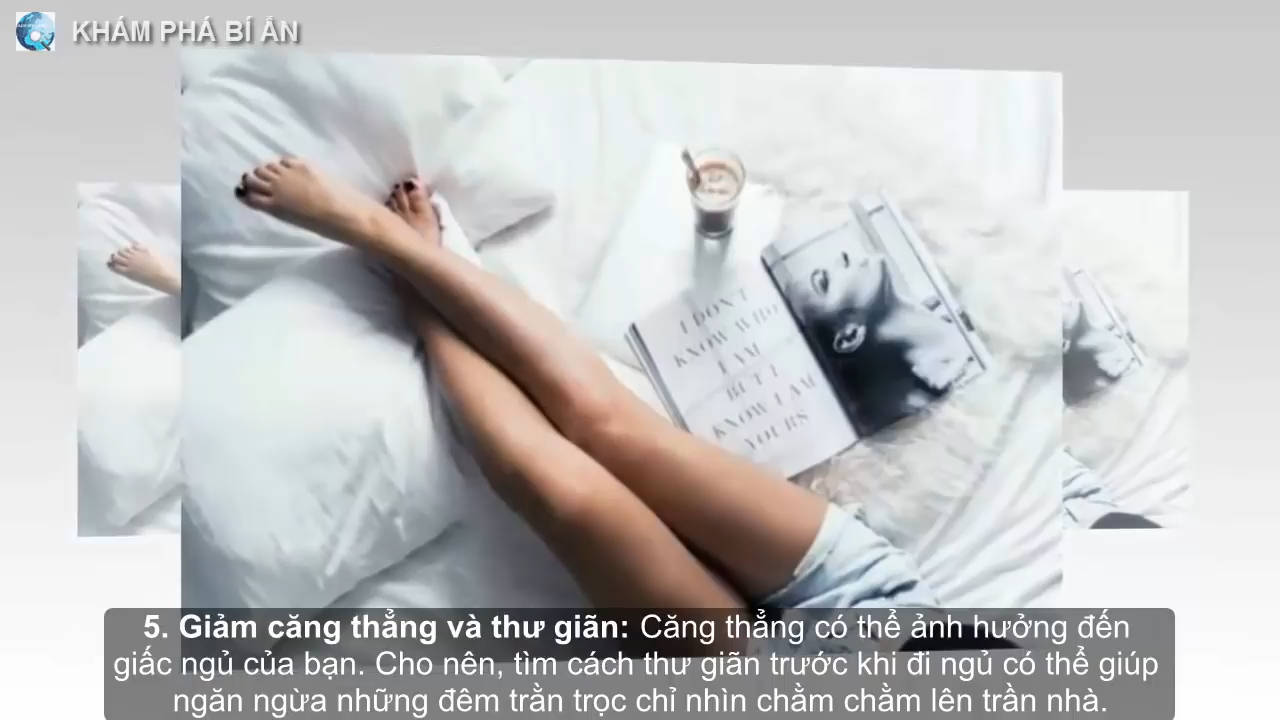 KHÁM PHÁ BÍ ẨN
I DON'T
KNOW WHO
I AM
BUT I
KNOW I AM
YOURS
5. Giảm căng thẳng và thư giãn: Căng thẳng có thể ảnh hưởng đến
giấc ngủ của bạn. Cho nên, tìm cách thư giãn trước khi đi ngủ có thể giúp
ngăn ngừa những đêm trằn trọc chỉ nhìn chằm chằm lên trần nhà.